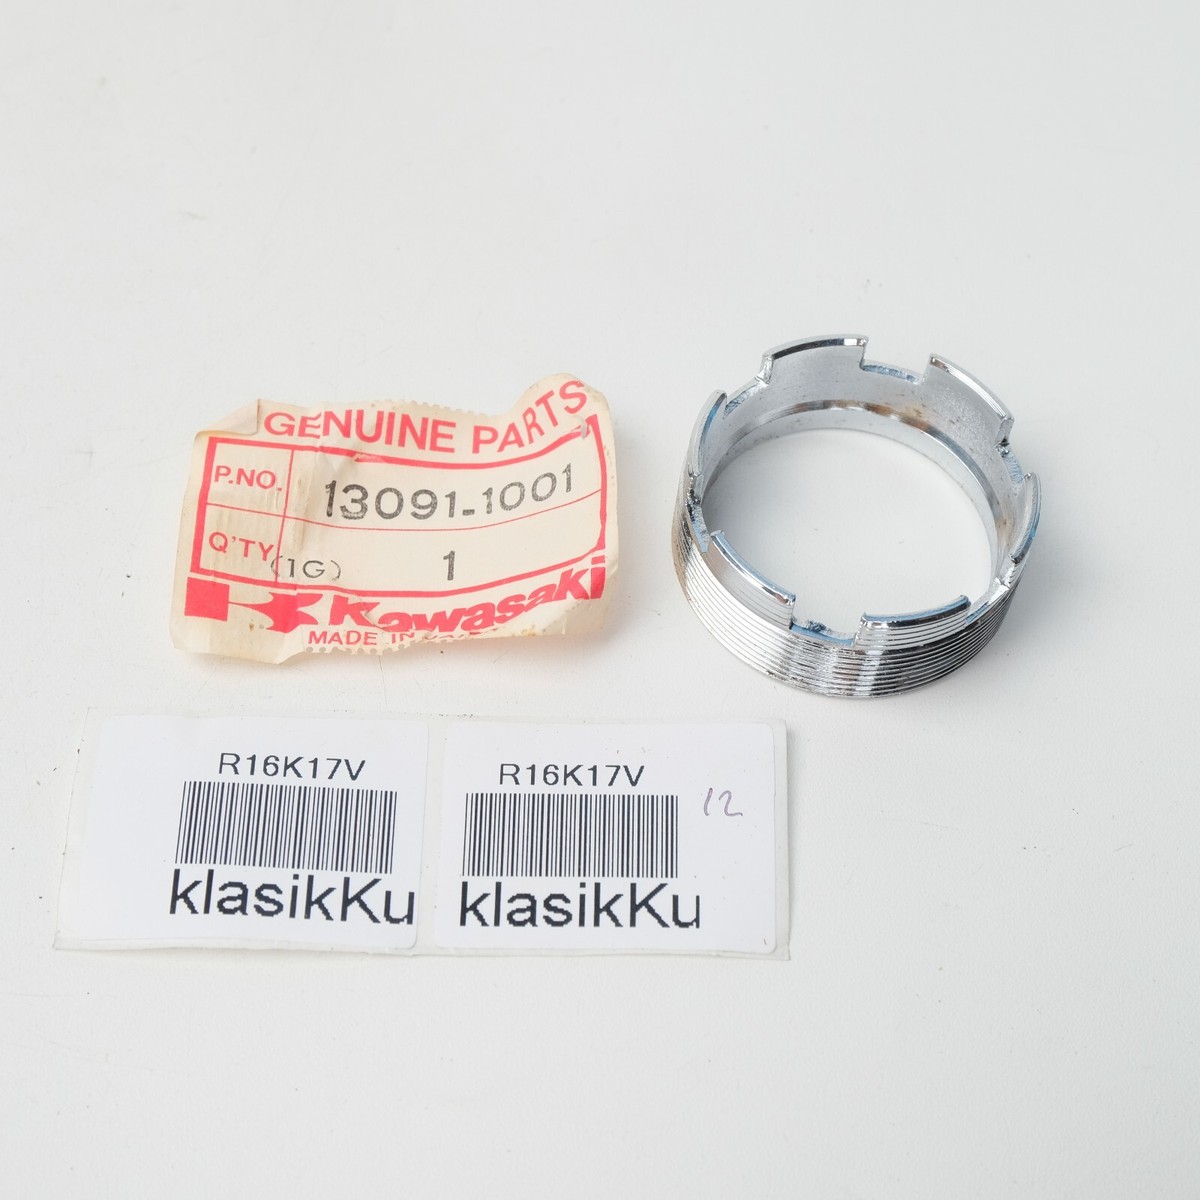 GENUINE PARTS
P.NO. 13091-1001
Q'TY (1G) 1
Kawasaki
MADE IN
R16K17V
klasikKu
R16K17V
12
klasikKu